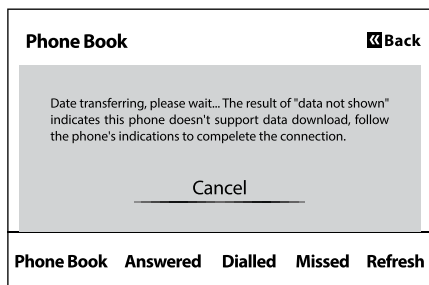 Phone Book Back
Date transferring, please wait... The result of "data not shown"
indicates this phone doesn't support data download, follow
the phone's indications to compelete the connection.
Cancel
Phone Book Answered Dialled Missed Refresh